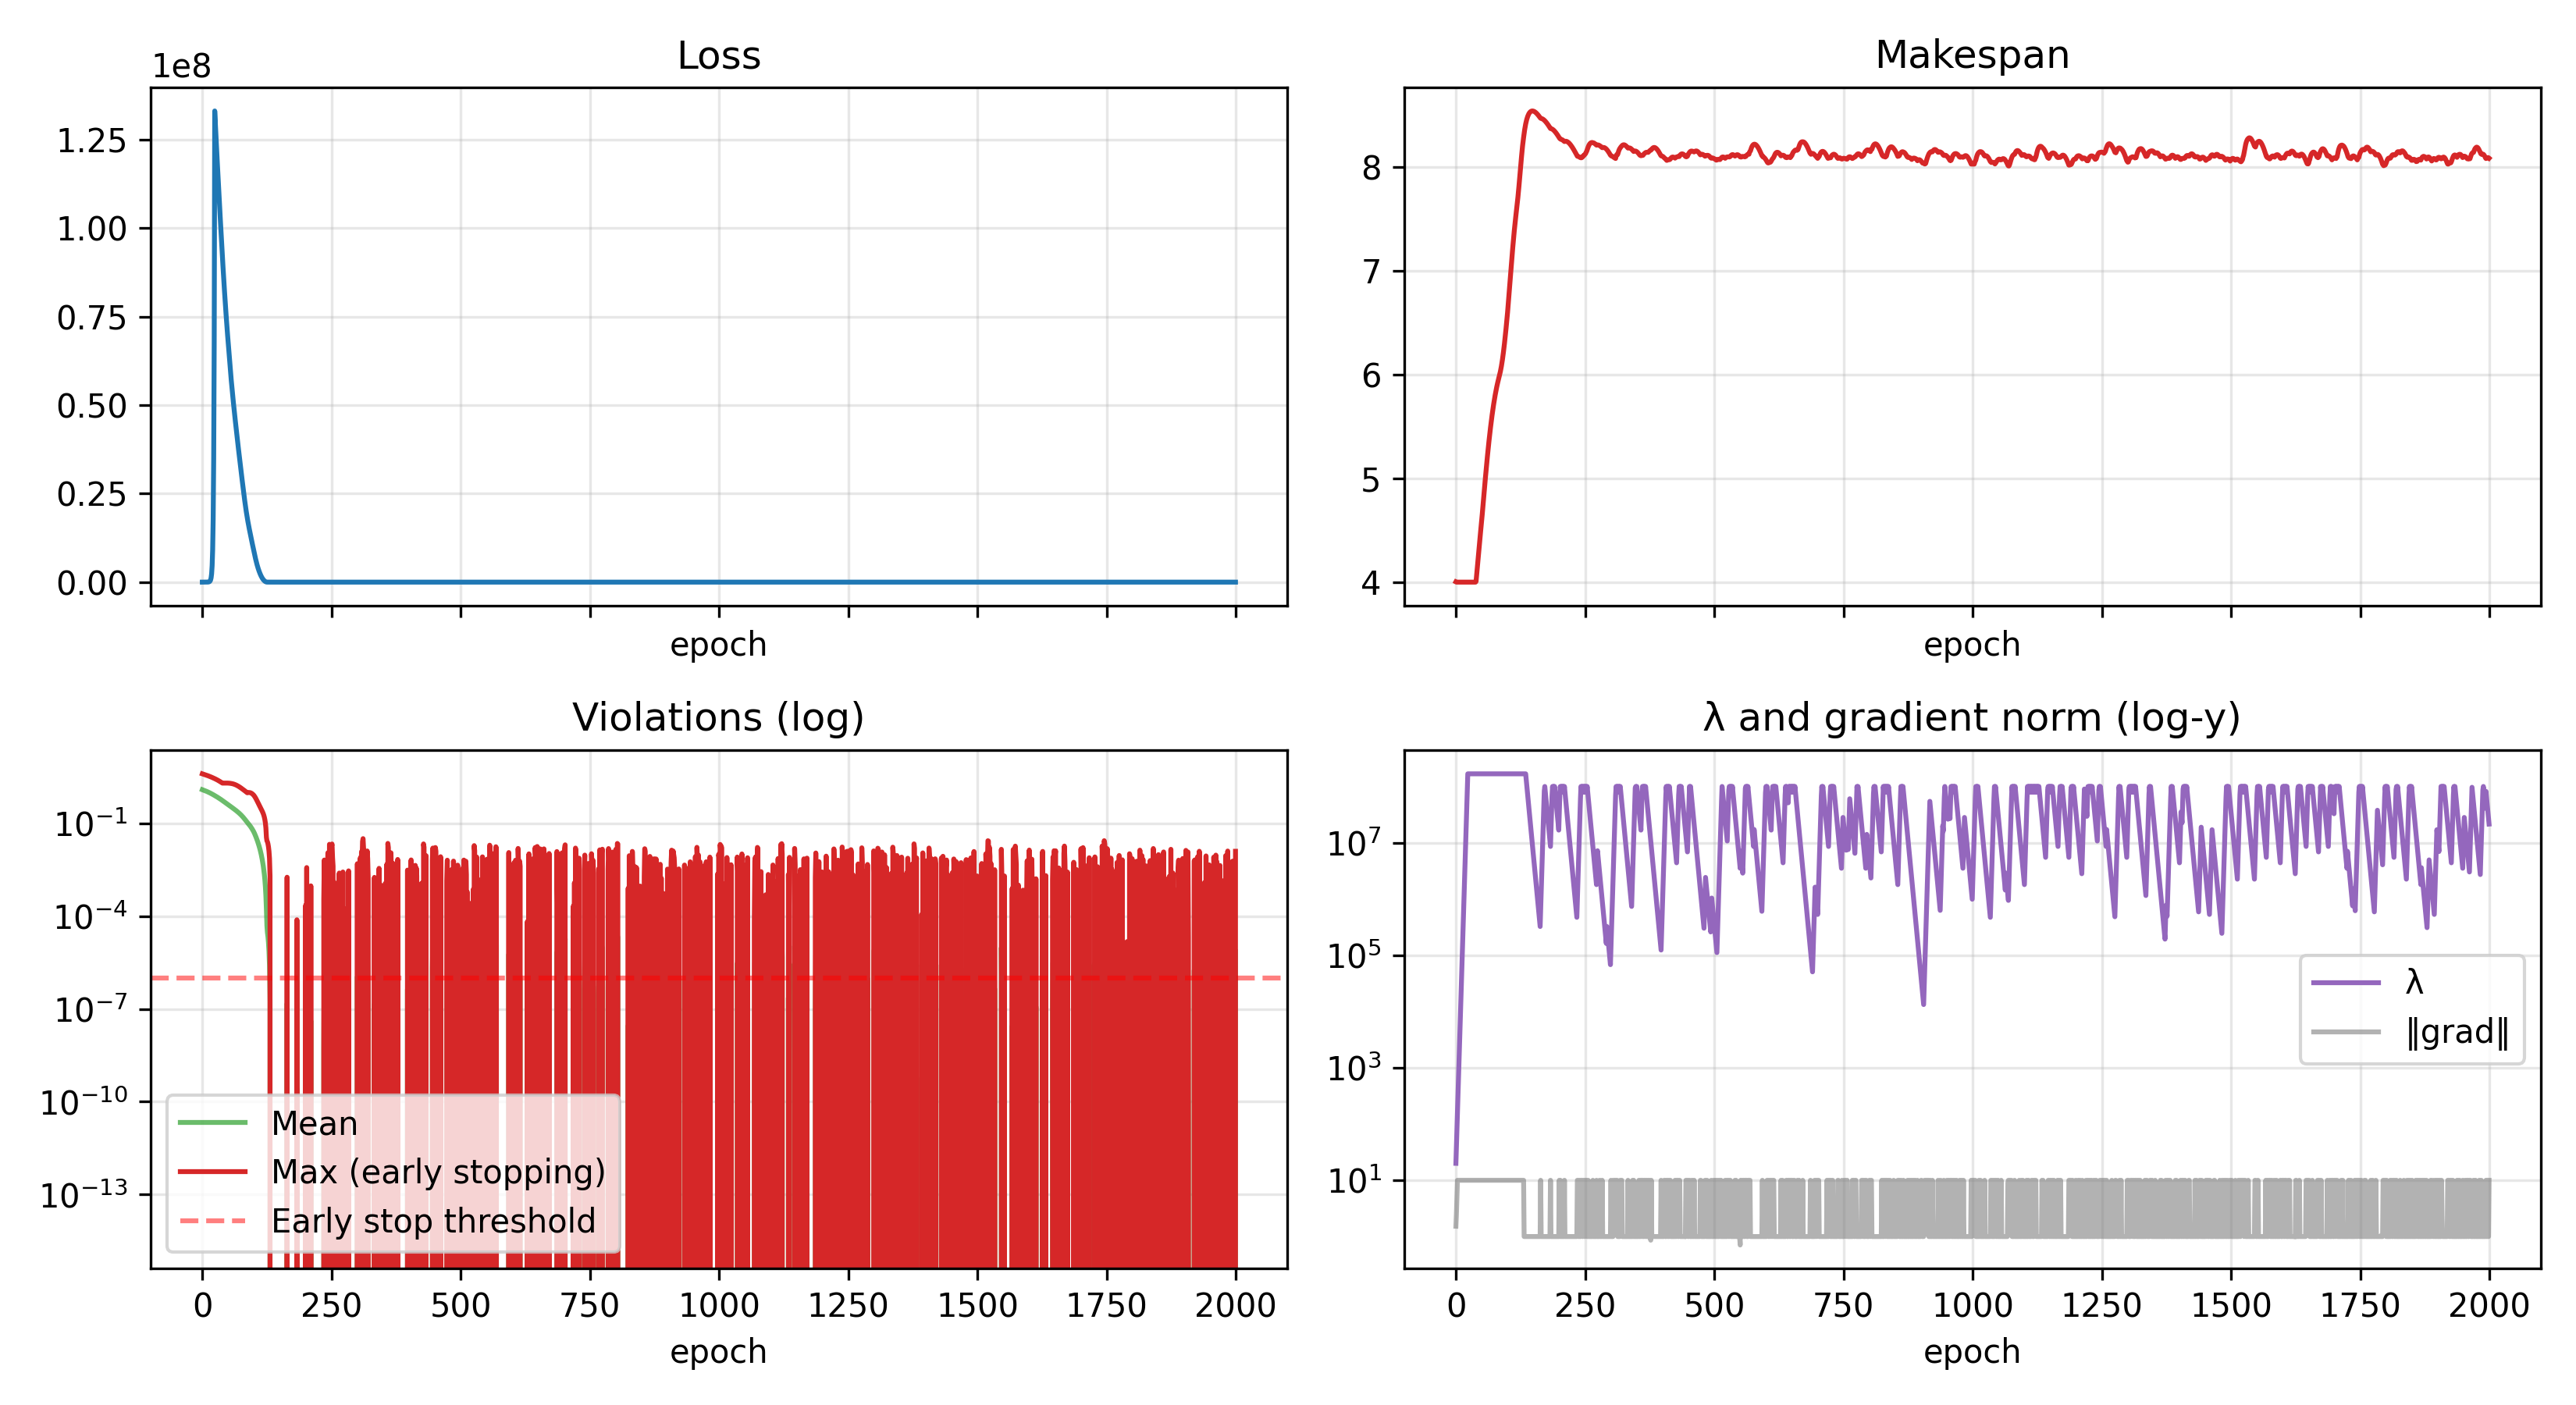 Loss
1e8
1.25
1.00
0.75
0.50
0.25
0.00
epoch
Makespan
8
7
6
5
4
epoch
Violations (log)
10⁻¹
10⁻⁴
10⁻⁷
10⁻¹⁰
10⁻¹³
Mean
Max (early stopping)
Early stop threshold
0 250 500 750 1000 1250 1500 1750 2000
epoch
λ and gradient norm (log-y)
10⁷
10⁵
10³
10¹
λ
‖grad‖
0 250 500 750 1000 1250 1500 1750 2000
epoch